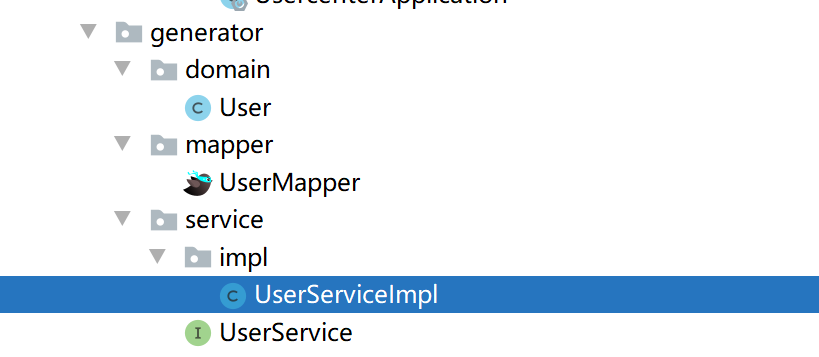 UsercenterApplication
generator
domain
User
mapper
UserMapper
service
impl
UserServiceImpl
UserService